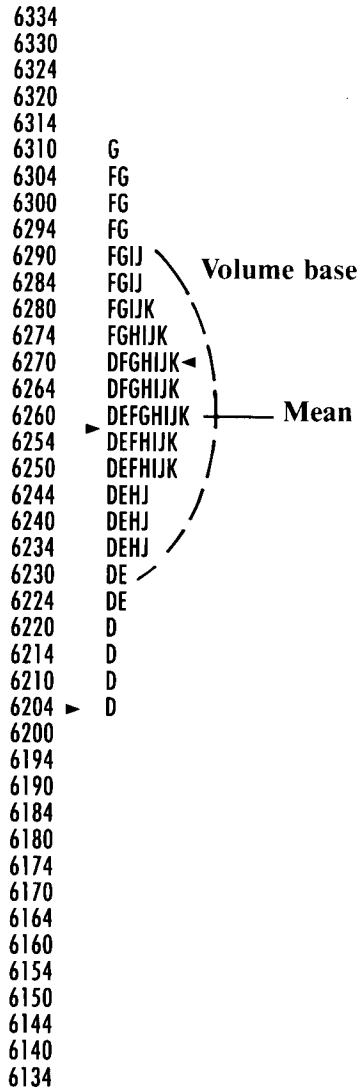 6334
6330
6324
6320
6314
6310 G
6304 FG
6300 FG
6294 FG
6290 FGIJ
Volume base
6284 FGIJ
6280 FGIJK
6274 FGHIJK
6270 DFGHIJK◄
6264 DFGHIJK
6260 DEFGHIJK Mean
► 
6254 DEFHIJK
6250 DEFHIJK
6244 DEHJ
6240 DEHJ
6234 DEHJ
6230 DE
6224 DE
6220 D
6214 D
6210 D
6204 ► D
6200
6194
6190
6184
6180
6174
6170
6164
6160
6154
6150
6144
6140
6134